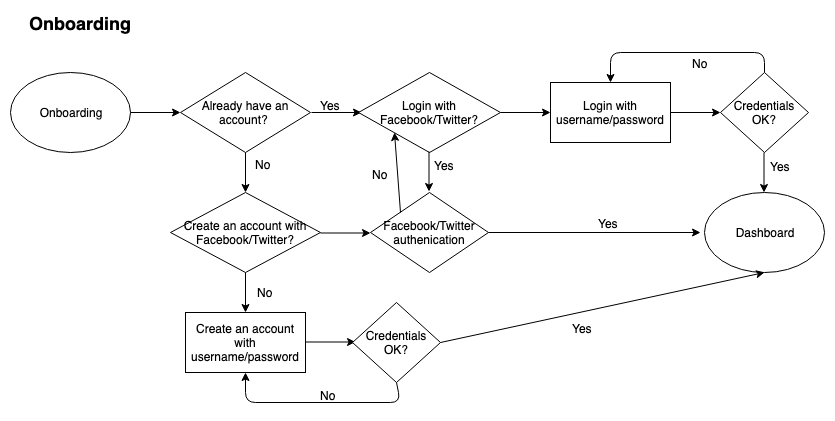 Onboarding
No
Onboarding
Already have an
account?
Yes
Login with
Facebook/Twitter?
Login with
username/password
Credentials
OK?
No
No
Yes
Yes
Create an account with
Facebook/Twitter?
Facebook/Twitter
authenication
Yes
Dashboard
No
Create an account
with
username/password
Credentials
OK?
Yes
No